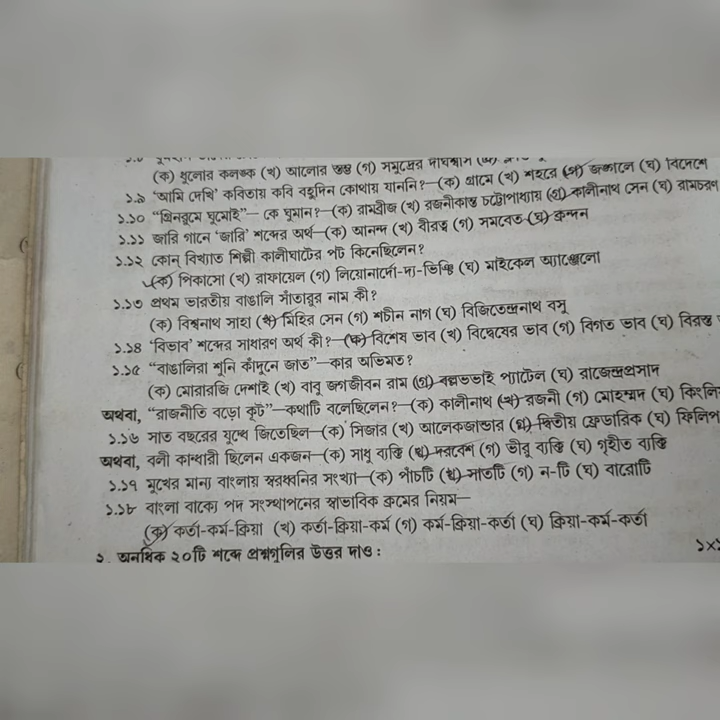 (ক) ধুলোর কলঙ্ক (খ) আলোর স্তম্ভ (গ) সমুদ্রের দীর্ঘশ্বাস
১.৯ ‘আমি দেখি’ কবিতায় কবি বহুদিন কোথায় যাননি?—(ক) গ্রামে (খ) শহরে (গ) জঙ্গলে (ঘ) বিদেশে
১.১০ “গ্রিনরুমে ঘুমোই”— কে ঘুমান?—(ক) রামব্রীজ (খ) রজনীকান্ত চট্টোপাধ্যায় (গ) কালীনাথ সেন (ঘ) রামচরণ
১.১১ জারি গানে ‘জারি’ শব্দের অর্থ—(ক) আনন্দ (খ) বীরত্ব (গ) সমবেত (ঘ) ক্রন্দন
১.১২ কোন্ বিখ্যাত শিল্পী কালীঘাটের পট কিনেছিলেন?
(ক) পিকাসো (খ) রাফায়েল (গ) লিয়োনার্দো-দ্য-ভিঞ্চি (ঘ) মাইকেল অ্যাঞ্জেলো
১.১৩ প্রথম ভারতীয় বাঙালি সাঁতারুর নাম কী?
(ক) বিশ্বনাথ সাহা (খ) মিহির সেন (গ) শচীন নাগ (ঘ) বিজিতেন্দ্রনাথ বসু
১.১৪ ‘বিভাব’ শব্দের সাধারণ অর্থ কী?—(ক) বিশেষ ভাব (খ) বিদ্বেষের ভাব (গ) বিগত ভাব (ঘ) বিরক্ত
১.১৫ “বাঙালিরা শুনি কাঁদুনে জাত”—কার অভিমত?
(ক) মোরারজি দেশাই (খ) বাবু জগজীবন রাম (গ) বল্লভভাই প্যাটেল (ঘ) রাজেন্দ্রপ্রসাদ
অথবা, “রাজনীতি বড়ো কূট”—কথাটি বলেছিলেন?—(ক) কালীনাথ (খ) রজনী (গ) মোহম্মদ (ঘ) কিংলি
১.১৬ সাত বছরের যুদ্ধে জিতেছিল—(ক) সিজার (খ) আলেকজান্ডার (গ) দ্বিতীয় ফ্রেডারিক (ঘ) ফিলিপ
অথবা, বলী কান্ধারী ছিলেন একজন—(ক) সাধু ব্যক্তি (খ) দরবেশ (গ) ভীরু ব্যক্তি (ঘ) গৃহীত ব্যক্তি
১.১৭ মুখের মান্য বাংলায় স্বরধ্বনির সংখ্যা—(ক) পাঁচটি (খ) সাতটি (গ) ন-টি (ঘ) বারোটি
১.১৮ বাংলা বাক্যে পদ সংস্থাপনের স্বাভাবিক ক্রমের নিয়ম—
(ক) কর্তা-কর্ম-ক্রিয়া (খ) কর্তা-ক্রিয়া-কর্ম (গ) কর্ম-ক্রিয়া-কর্তা (ঘ) ক্রিয়া-কর্ম-কর্তা
২. অনধিক ২০টি শব্দে প্রশ্নগুলির উত্তর দাও :